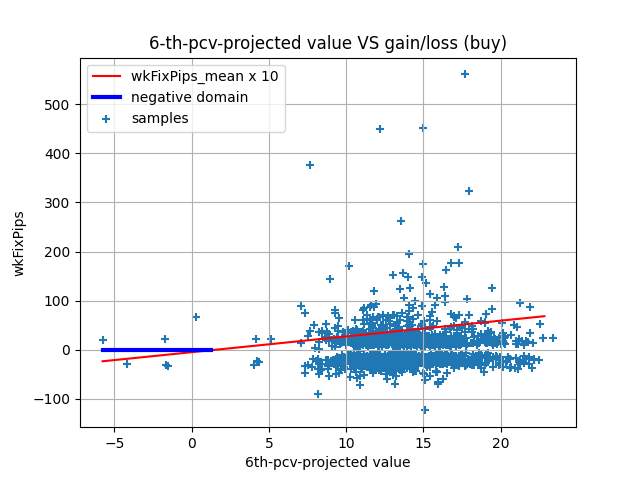 6-th-pcv-projected value VS gain/loss (buy)
wkFixPips_mean x 10
negative domain
samples
500
400
300
200
100
0
−100
wkFixPips
−5
0
5
10
15
20
6th-pcv-projected value